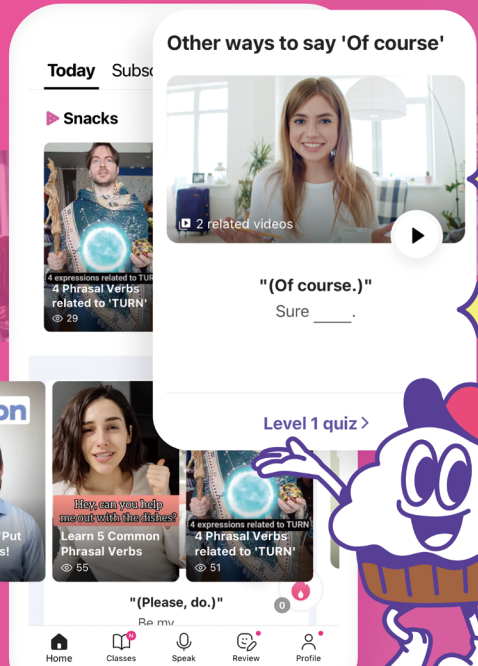 Other ways to say 'Of course'
Today Subsc
Snacks
2 related videos
4 expressions related to TUR
4 Phrasal Verbs
related to 'TURN'
29
"(Of course.)"
Sure _____.
Level 1 quiz >
on
'Put
s!
Hey, can you help
me out with the dishes?
Learn 5 Common
Phrasal Verbs
55
4 expressions related to TURN
4 Phrasal Verbs
related to 'TURN'
51
"(Please, do.)"
0
Be my
N
Home Classes Speak Review Profile